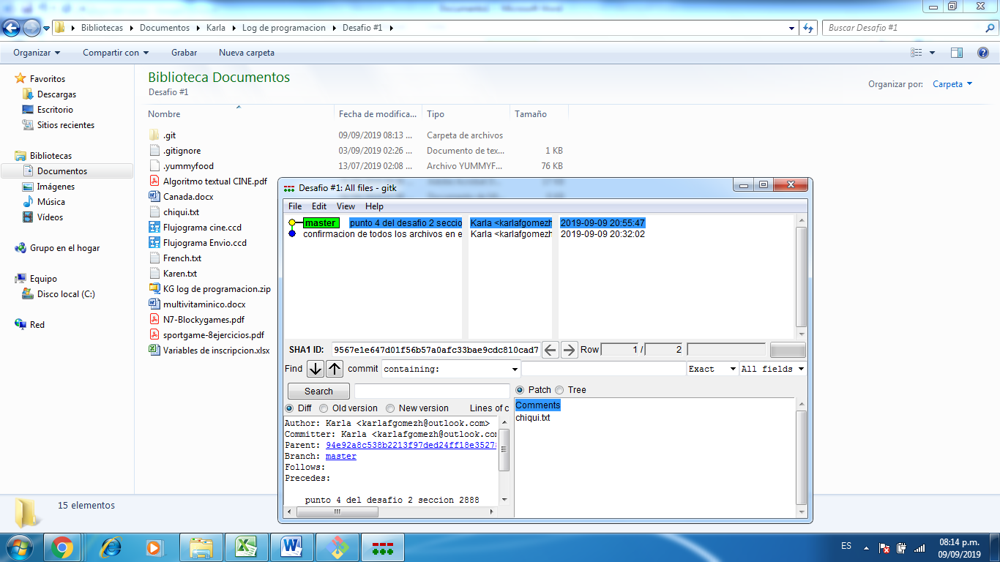 Bibliotecas Documentos Karla Log de programacion Desafio #1
Buscar Desafio #1
Organizar Compartir con Grabar Nueva carpeta
Favoritos
Descargas
Escritorio
Sitios recientes
Bibliotecas
Documentos
Imágenes
Música
Vídeos
Grupo en el hogar
Equipo
Disco local (C:)
Red
Biblioteca Documentos
Desafio #1
Organizar por: Carpeta
Nombre Fecha de modifica... Tipo Tamaño
.git 09/09/2019 08:13 ... Carpeta de archivos
.gitignore 03/09/2019 02:26 ... Documento de tex... 1 KB
.yummyfood 13/07/2019 02:08 ... Archivo YUMMYF... 76 KB
Algoritmo textual CINE.pdf
Canada.docx
chiqui.txt
Flujograma cine.ccd
Flujograma Envio.ccd
French.txt
Karen.txt
KG log de programacion.zip
multivitaminico.docx
N7-Blockygames.pdf
sportgame-8ejercicios.pdf
Variables de inscripcion.xlsx
Desafio #1: All files - gitk
File Edit View Help
master punto 4 del desafio 2 seccio Karla <karlafgomezh 2019-09-09 20:55:47
confirmacion de todos los archivos en e Karla <karlafgomezh 2019-09-09 20:32:02
SHA1 ID: 9567e1e647d01f56b57a0afc33bae9cdc810cad7 Row 1 / 2
Find commit containing: Exact All fields
Search
Patch Tree
Diff Old version New version Lines of c
Comments
chiqui.txt
Author: Karla <karlafgomezh@outlook.com>
Committer: Karla <karlafgomezh@outlook.con
Parent: 94e92a8c538b2213f97ded24ff18e35278
Branch: master
Follows:
Precedes:
punto 4 del desafio 2 seccion 2888
15 elementos
ES
08:14 p.m.
09/09/2019